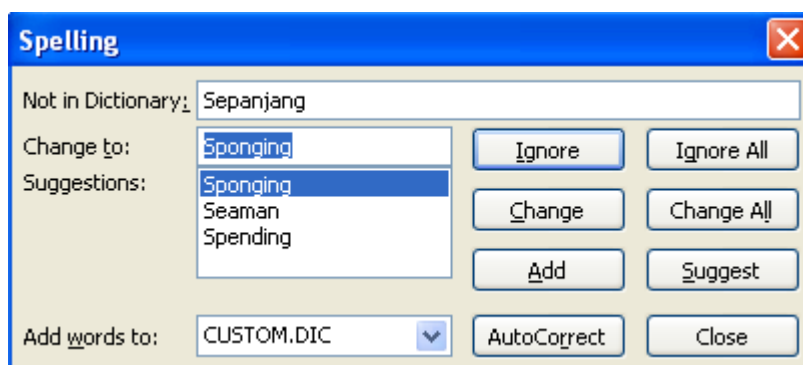 Spelling
Not in Dictionary: Sepanjang
Change to: Sponging Ignore Ignore All
Suggestions: Sponging
Seaman Change Change All
Spending
Add Suggest
Add words to: CUSTOM.DIC AutoCorrect Close